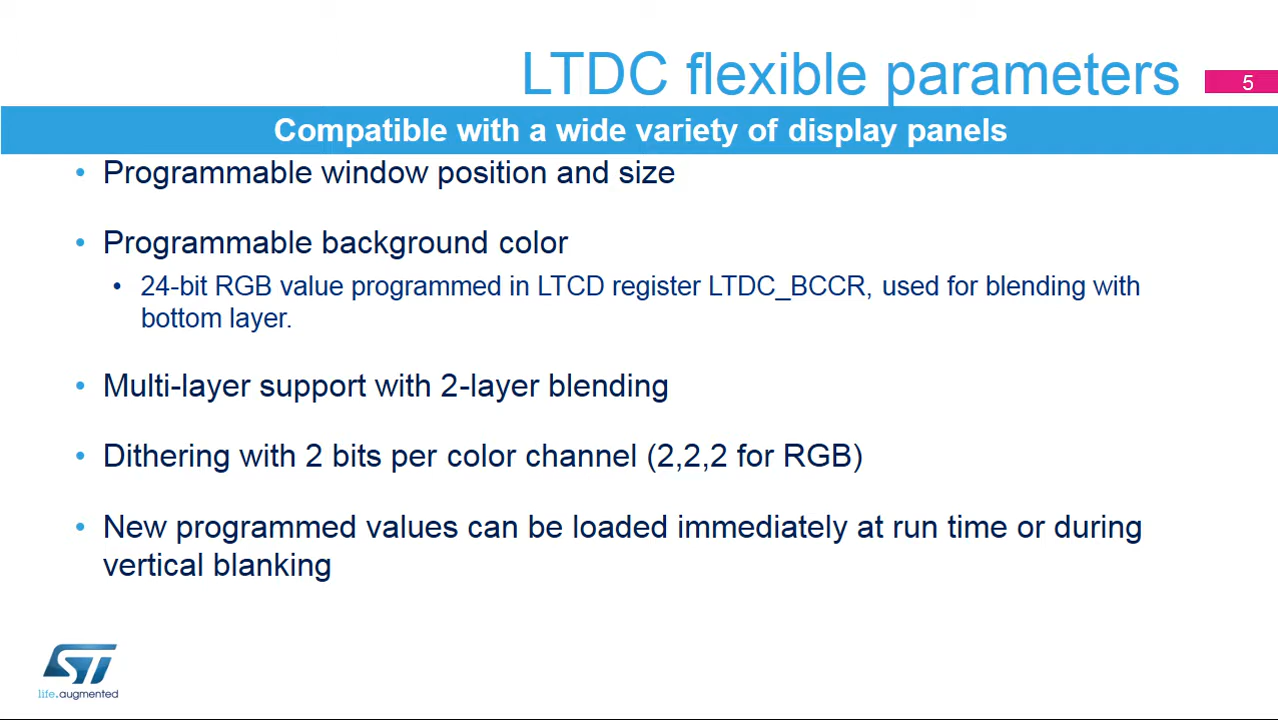 LTDC flexible parameters
5
Compatible with a wide variety of display panels
• Programmable window position and size
• Programmable background color
• 24-bit RGB value programmed in LTCD register LTDC_BCCR, used for blending with
bottom layer.
• Multi-layer support with 2-layer blending
• Dithering with 2 bits per color channel (2,2,2 for RGB)
• New programmed values can be loaded immediately at run time or during
vertical blanking
ST
life.augmented